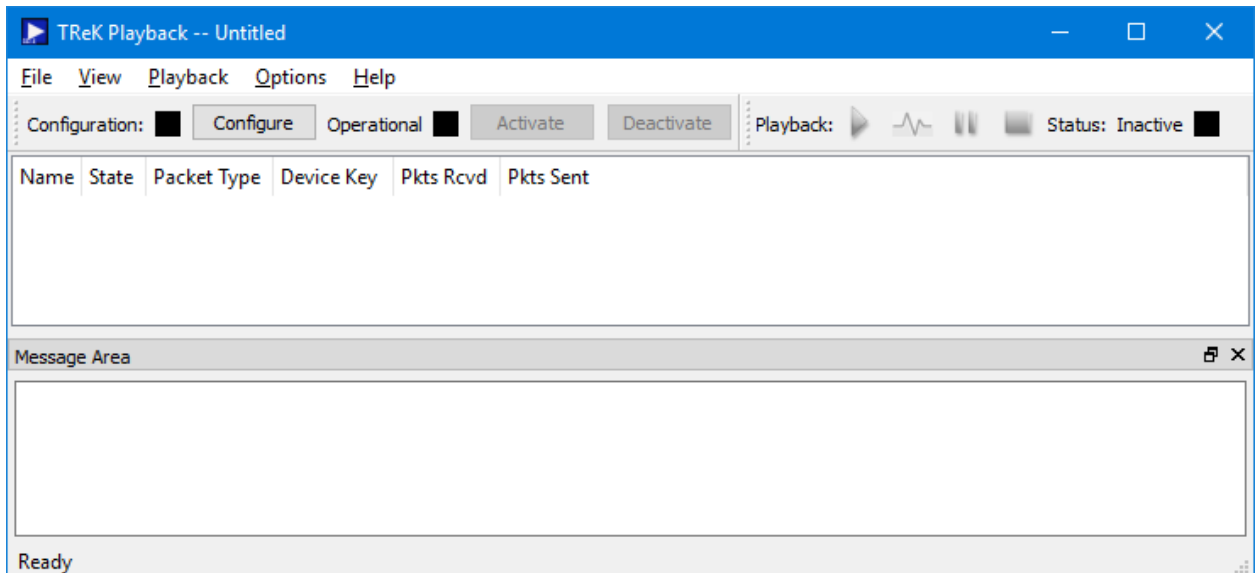 TReK Playback -- Untitled
File View Playback Options Help
Configuration: Configure Operational Activate Deactivate Playback: Status: Inactive
Name State Packet Type Device Key Pkts Rcvd Pkts Sent
Message Area
Ready